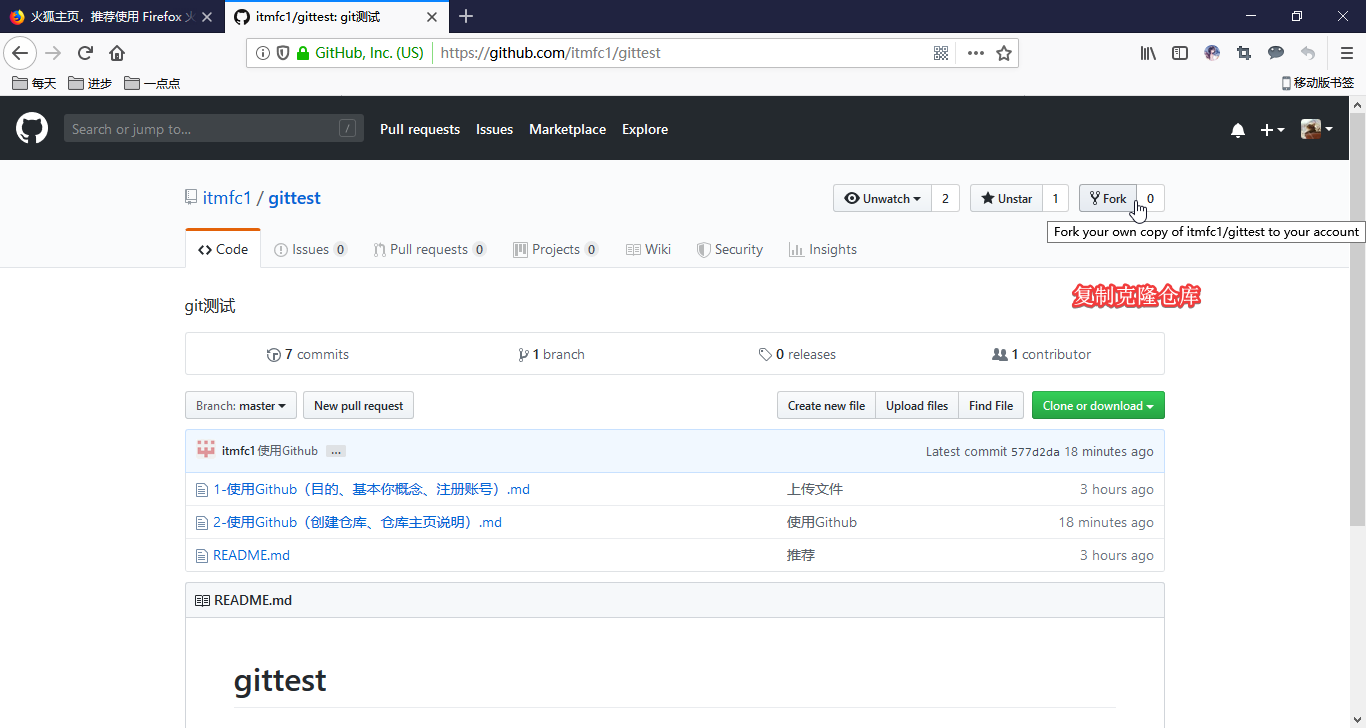 火狐主页，推荐使用 Firefox 火
itmfc1/gittest: git测试
GitHub, Inc. (US)
https://github.com/itmfc1/gittest
每天
进步
一点点
移动版书签
Search or jump to...
/
Pull requests
Issues
Marketplace
Explore
itmfc1 / gittest
Unwatch 2
Unstar 1
Fork 0
Fork your own copy of itmfc1/gittest to your account
Code
Issues 0
Pull requests 0
Projects 0
Wiki
Security
Insights
复制克隆仓库
git测试
7 commits
1 branch
0 releases
1 contributor
Branch: master
New pull request
Create new file
Upload files
Find File
Clone or download
itmfc1 使用Github ...
Latest commit 577d2da 18 minutes ago
1-使用Github（目的、基本你概念、注册账号）.md 上传文件 3 hours ago
2-使用Github（创建仓库、仓库主页说明）.md 使用Github 18 minutes ago
README.md 推荐 3 hours ago
README.md
gittest